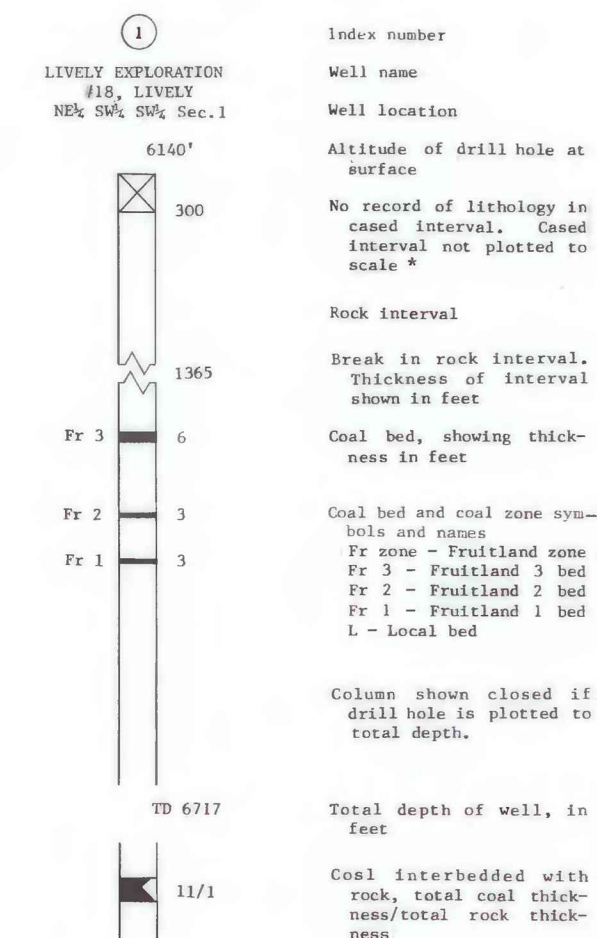 1
Index number
LIVELY EXPLORATION
#18, LIVELY
NE¼ SW¼ SW¼ Sec.1
Well name
Well location
6140'
Altitude of drill hole at
surface
300
No record of lithology in
cased interval. Cased
interval not plotted to
scale *
Rock interval
1365
Break in rock interval.
Thickness of interval
shown in feet
Fr 3
6
Coal bed, showing thick-
ness in feet
Fr 2
3
Fr 1
3
Coal bed and coal zone sym-
bols and names
Fr zone - Fruitland zone
Fr 3 - Fruitland 3 bed
Fr 2 - Fruitland 2 bed
Fr 1 - Fruitland 1 bed
L - Local bed
Column shown closed if
drill hole is plotted to
total depth.
TD 6717
Total depth of well, in
feet
11/1
Cosl interbedded with
rock, total coal thick-
ness/total rock thick-
ness